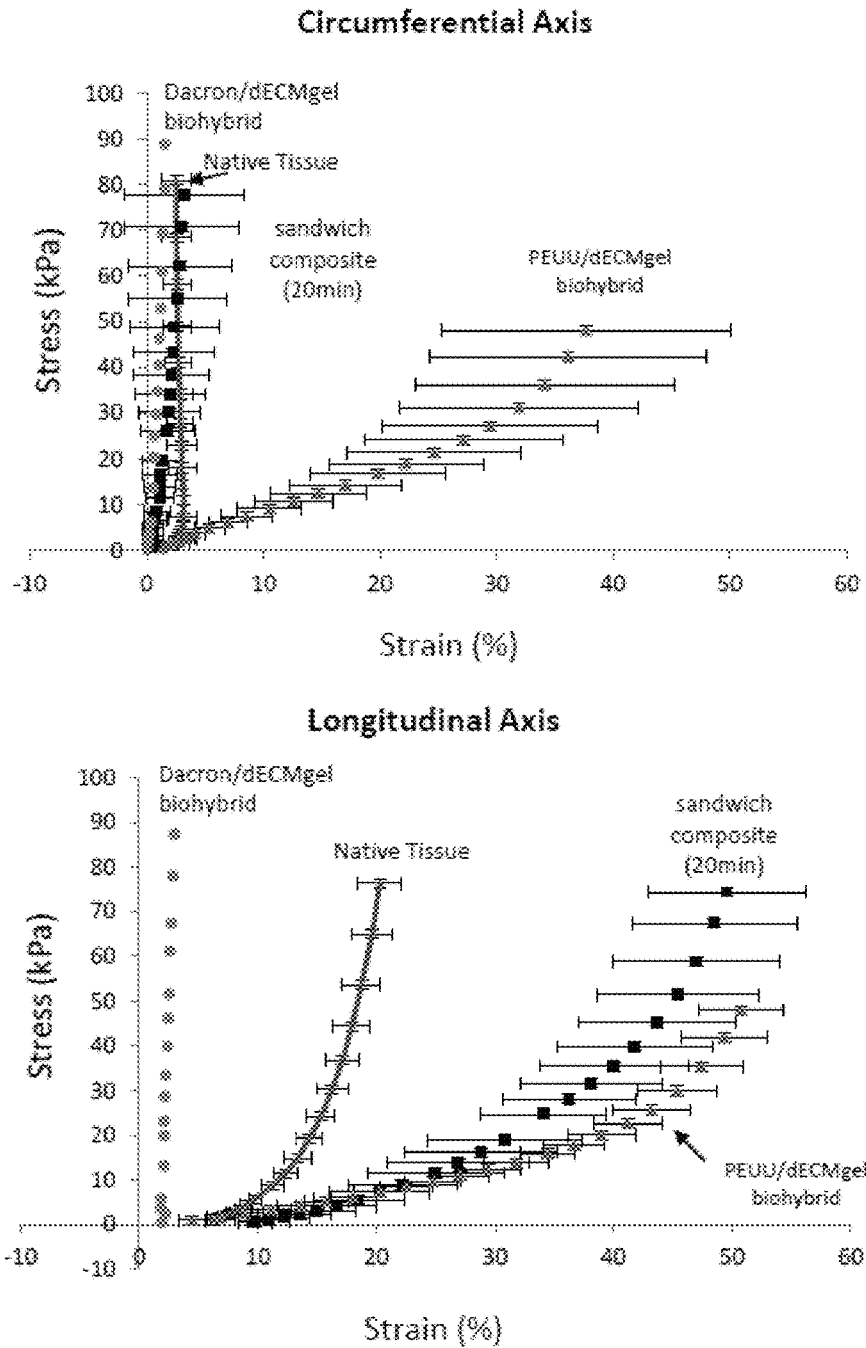 Circumferential Axis
100
90
80
70
60
50
40
30
20
10
0
Stress (kPa)
Dacron/dECMgel
biohybrid
Native Tissue
sandwich
composite
(20min)
PEUU/dECMgel
biohybrid
-10
0
10
20
30
40
50
60
Strain (%)
Longitudinal Axis
100
90
80
70
60
50
40
30
20
10
0
-10
Stress (kPa)
Dacron/dECMgel
biohybrid
Native Tissue
sandwich
composite
(20min)
PEUU/dECMgel
biohybrid
-10
0
10
20
30
40
50
60
Strain (%)